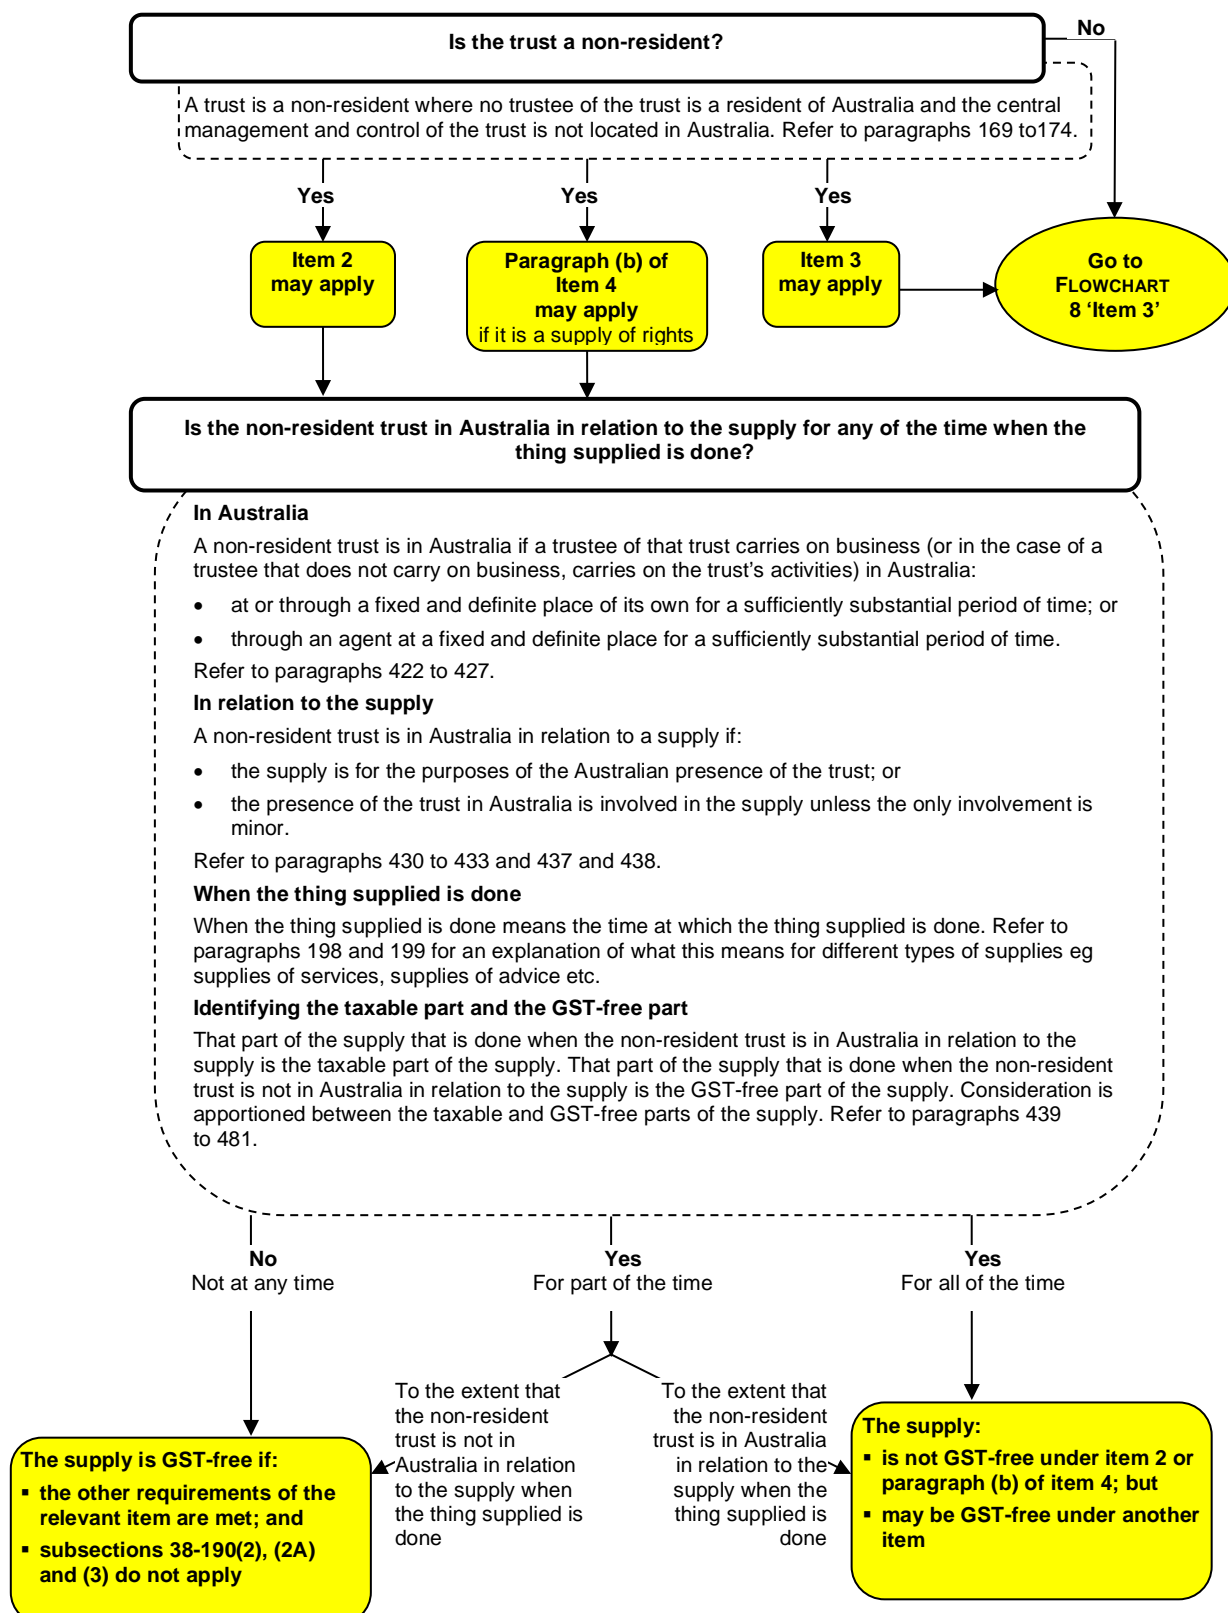 Is the trust a non-resident?
No
A trust is a non-resident where no trustee of the trust is a resident of Australia and the central
management and control of the trust is not located in Australia. Refer to paragraphs 169 to174.
Yes
Yes
Yes
Item 2
may apply
Paragraph (b) of
Item 4
may apply
if it is a supply of rights
Item 3
may apply
Go to
FLOWCHART
8 ‘Item 3’
Is the non-resident trust in Australia in relation to the supply for any of the time when the
thing supplied is done?
In Australia
A non-resident trust is in Australia if a trustee of that trust carries on business (or in the case of a
trustee that does not carry on business, carries on the trust’s activities) in Australia:
• at or through a fixed and definite place of its own for a sufficiently substantial period of time; or
• through an agent at a fixed and definite place for a sufficiently substantial period of time.
Refer to paragraphs 422 to 427.
In relation to the supply
A non-resident trust is in Australia in relation to a supply if:
• the supply is for the purposes of the Australian presence of the trust; or
• the presence of the trust in Australia is involved in the supply unless the only involvement is
minor.
Refer to paragraphs 430 to 433 and 437 and 438.
When the thing supplied is done
When the thing supplied is done means the time at which the thing supplied is done. Refer to
paragraphs 198 and 199 for an explanation of what this means for different types of supplies eg
supplies of services, supplies of advice etc.
Identifying the taxable part and the GST-free part
That part of the supply that is done when the non-resident trust is in Australia in relation to the
supply is the taxable part of the supply. That part of the supply that is done when the non-resident
trust is not in Australia in relation to the supply is the GST-free part of the supply. Consideration is
apportioned between the taxable and GST-free parts of the supply. Refer to paragraphs 439
to 481.
No
Not at any time
Yes
For part of the time
Yes
For all of the time
To the extent that
the non-resident
trust is not in
Australia in relation
to the supply when
the thing supplied is
done
To the extent that
the non-resident
trust is in Australia
in relation to the
supply when the
thing supplied is
done
The supply is GST-free if:
▪ the other requirements of the
relevant item are met; and
▪ subsections 38-190(2), (2A)
and (3) do not apply
The supply:
▪ is not GST-free under item 2 or
paragraph (b) of item 4; but
▪ may be GST-free under another
item